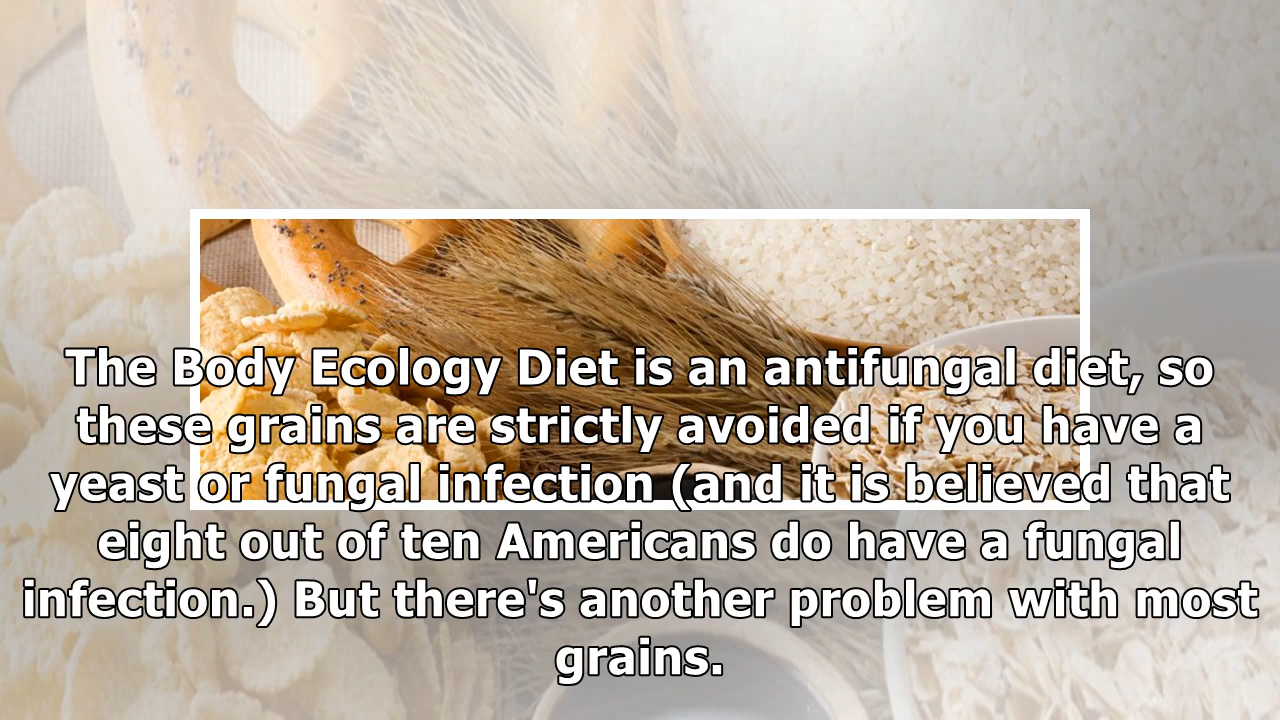 The Body Ecology Diet is an antifungal diet, so
these grains are strictly avoided if you have a
yeast or fungal infection (and it is believed that
eight out of ten Americans do have a fungal
infection.) But there's another problem with most
grains.